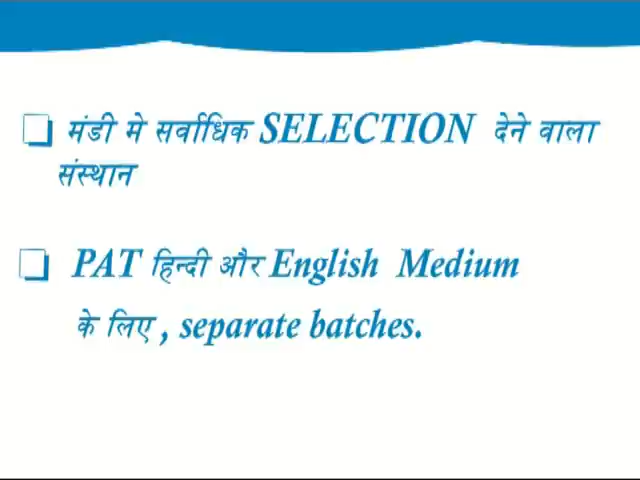 ❑ मंडी मे सर्वाधिक SELECTION देने वाला
संस्थान
❑ PAT हिन्दी और English Medium
के लिए , separate batches.